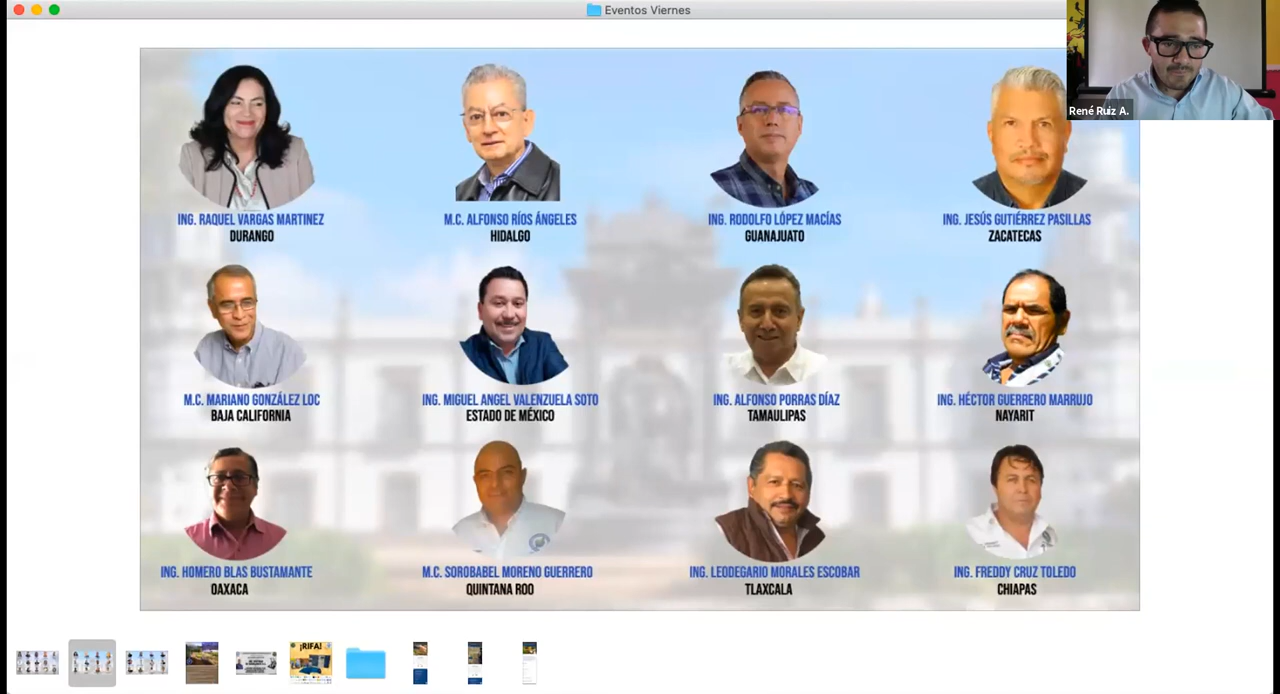 Eventos Viernes
René Ruiz A.
ING. RAQUEL VARGAS MARTINEZ
DURANGO
M.C. ALFONSO RÍOS ÁNGELES
HIDALGO
ING. RODOLFO LÓPEZ MACÍAS
GUANAJUATO
ING. JESÚS GUTIÉRREZ PASILLAS
ZACATECAS
M.C. MARIANO GONZÁLEZ LOC
BAJA CALIFORNIA
ING. MIGUEL ANGEL VALENZUELA SOTO
ESTADO DE MÉXICO
ING. ALFONSO PORRAS DÍAZ
TAMAULIPAS
ING. HÉCTOR GUERRERO MARRUJO
NAYARIT
ING. HOMERO BLAS BUSTAMANTE
OAXACA
M.C. SOROBABEL MORENO GUERRERO
QUINTANA ROO
ING. LEODEGARIO MORALES ESCOBAR
TLAXCALA
ING. FREDDY CRUZ TOLEDO
CHIAPAS
¡RIFA!